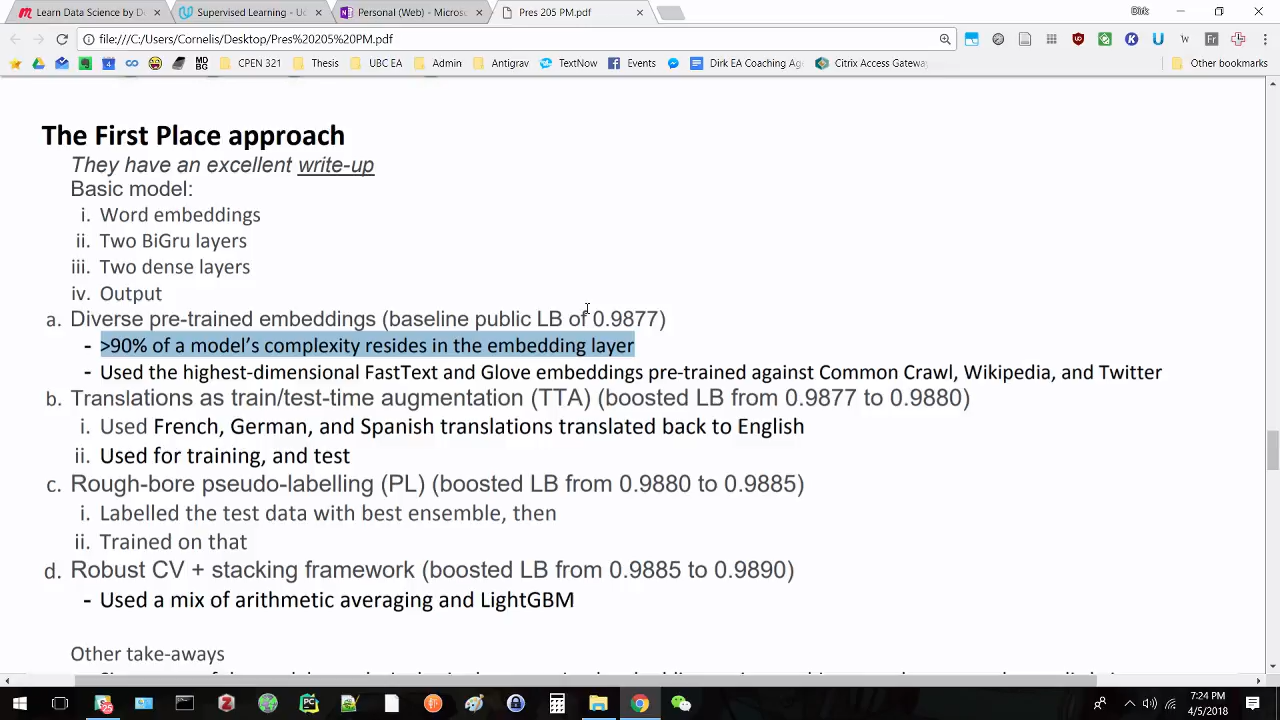 Learn Data Science by D
Supervised Learning - U
Personal (Web) - Micros
Pres 205 PM.pdf
file:///C:/Users/Cornelis/Desktop/Pres%20205%20PM.pdf
CPEN 321
Thesis
UBC EA
Admin
Antigrav
TextNow
Events
Dirk EA Coaching Ag
Citrix Access Gatewa
Other bookmarks
The First Place approach
They have an excellent write-up
Basic model:
i. Word embeddings
ii. Two BiGru layers
iii. Two dense layers
iv. Output
a. Diverse pre-trained embeddings (baseline public LB of 0.9877)
- >90% of a model’s complexity resides in the embedding layer
- Used the highest-dimensional FastText and Glove embeddings pre-trained against Common Crawl, Wikipedia, and Twitter
b. Translations as train/test-time augmentation (TTA) (boosted LB from 0.9877 to 0.9880)
i. Used French, German, and Spanish translations translated back to English
ii. Used for training, and test
c. Rough-bore pseudo-labelling (PL) (boosted LB from 0.9880 to 0.9885)
i. Labelled the test data with best ensemble, then
ii. Trained on that
d. Robust CV + stacking framework (boosted LB from 0.9885 to 0.9890)
- Used a mix of arithmetic averaging and LightGBM
Other take-aways
7:24 PM
4/5/2018